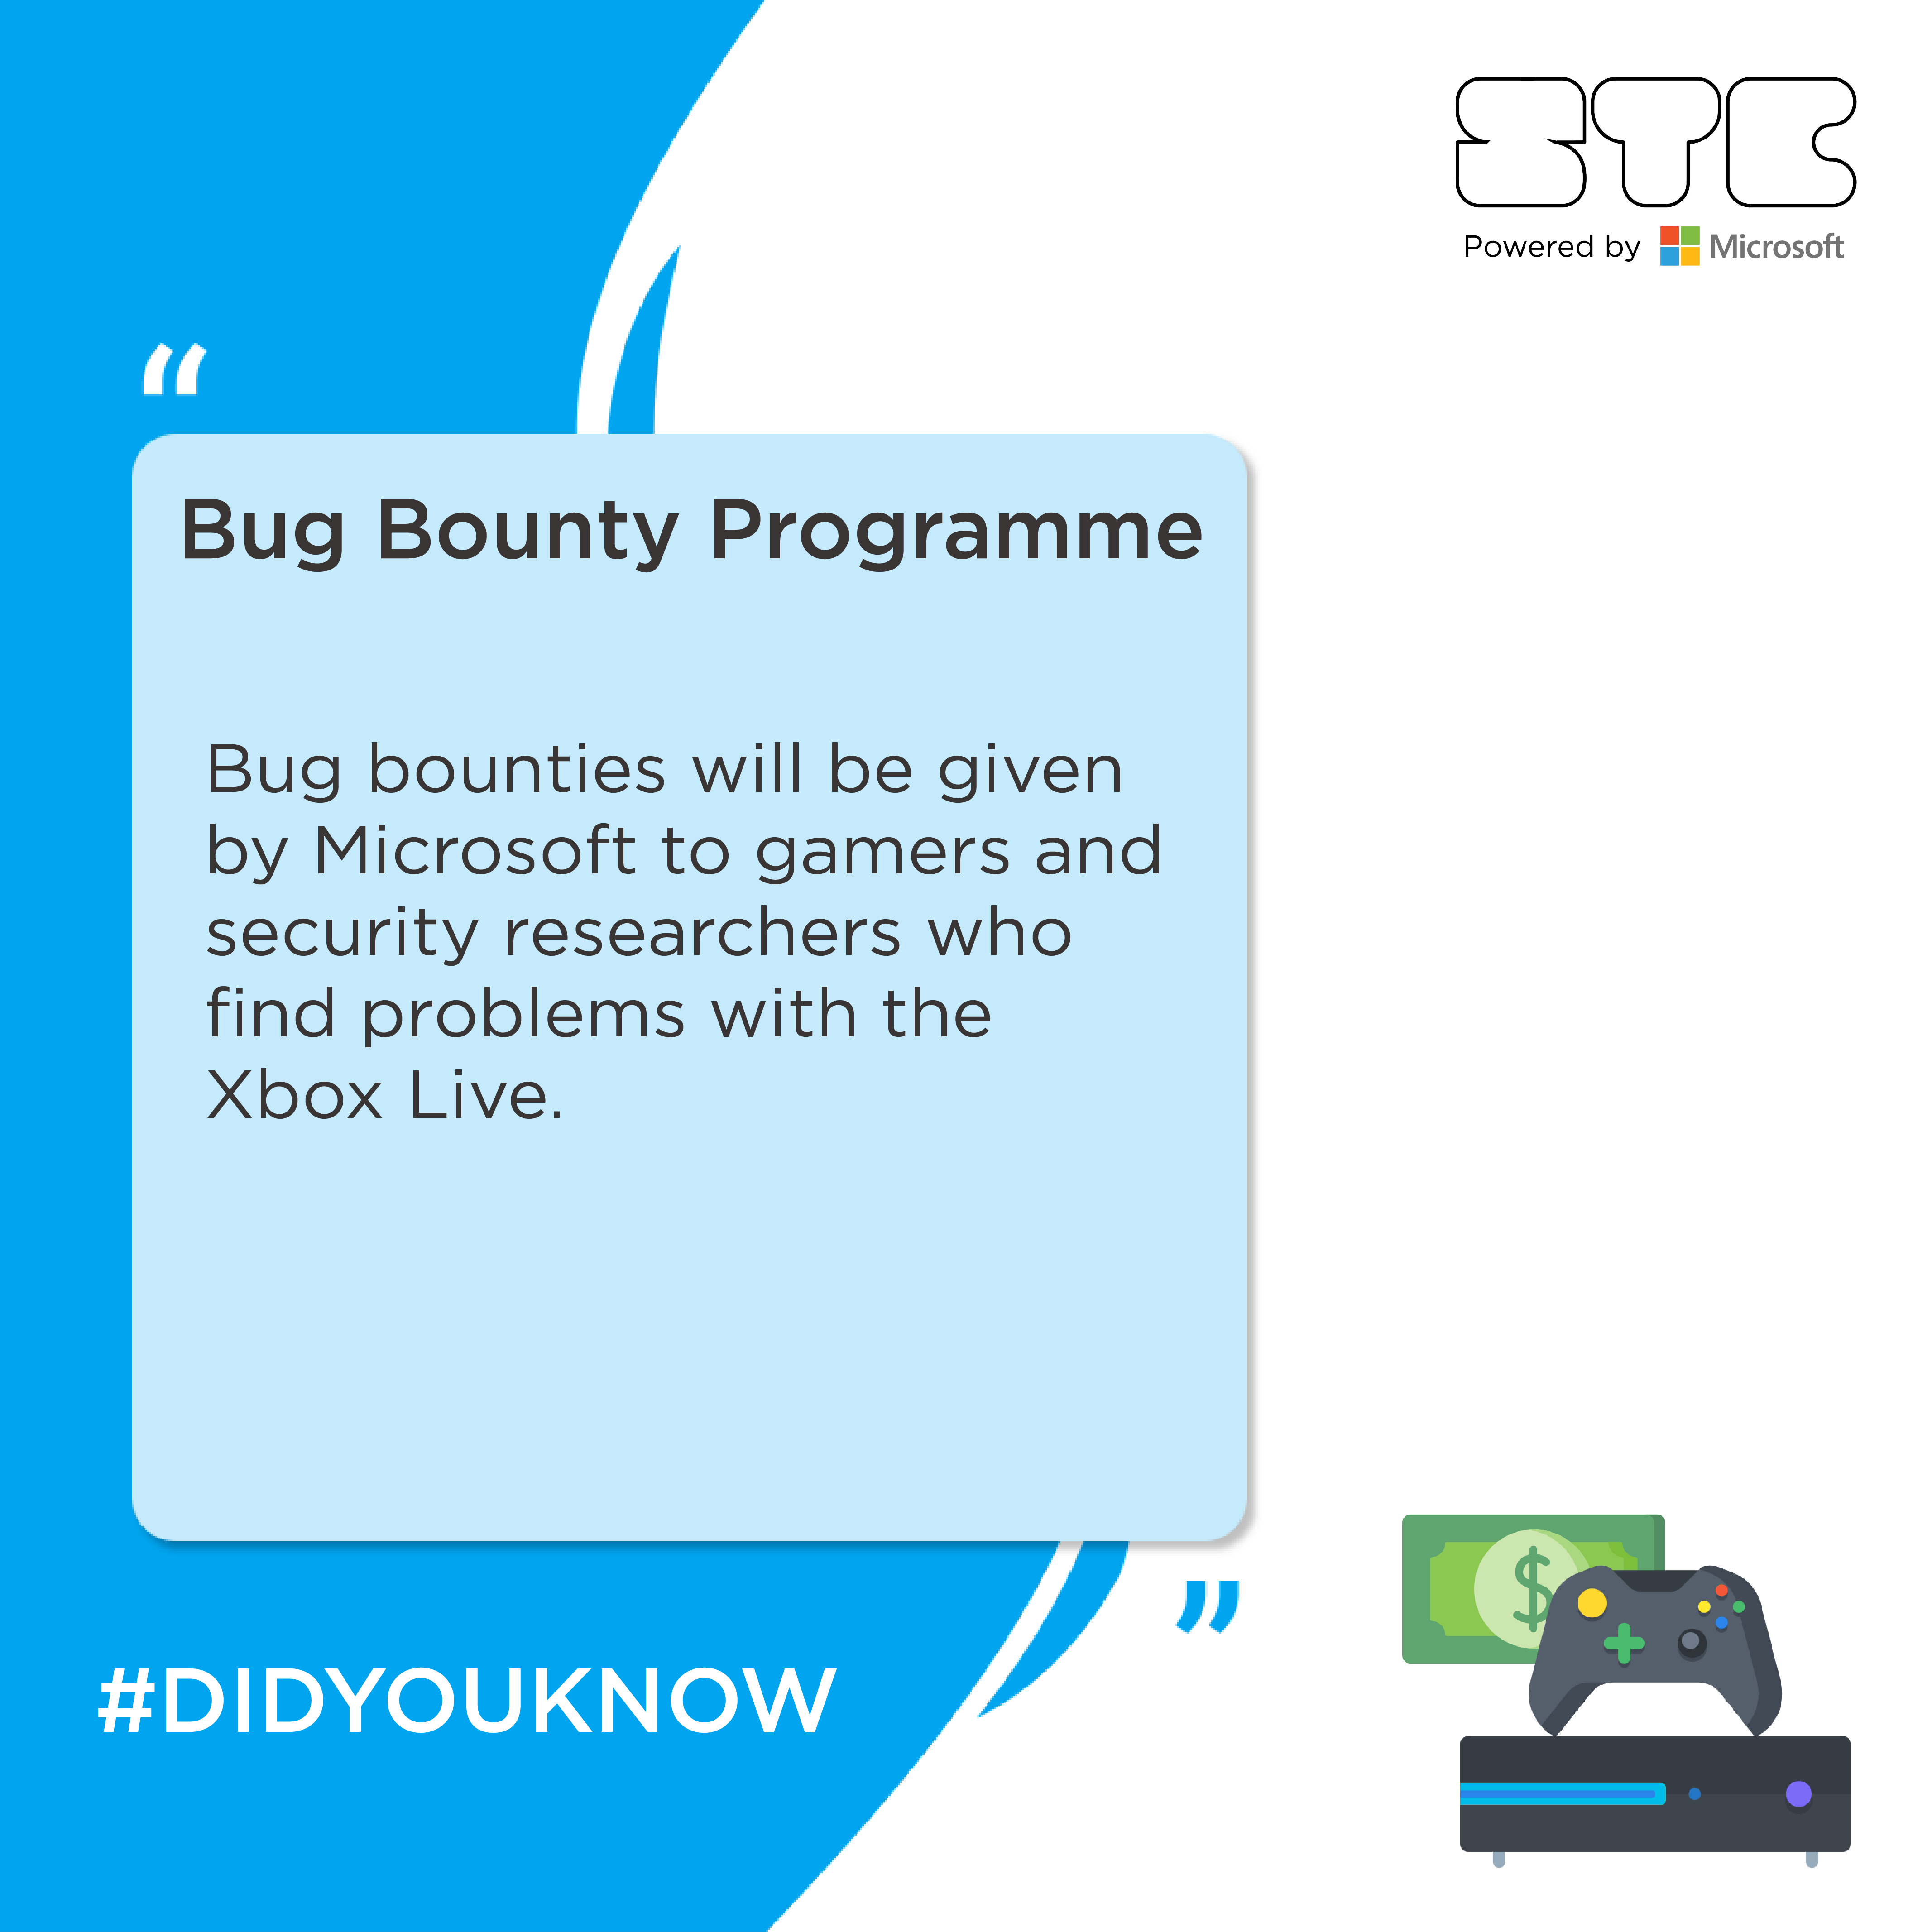 STC
Powered by Microsoft
“
Bug Bounty Programme
Bug bounties will be given
by Microsoft to gamers and
security researchers who
find problems with the
Xbox Live.
”
#DIDYOUKNOW
$